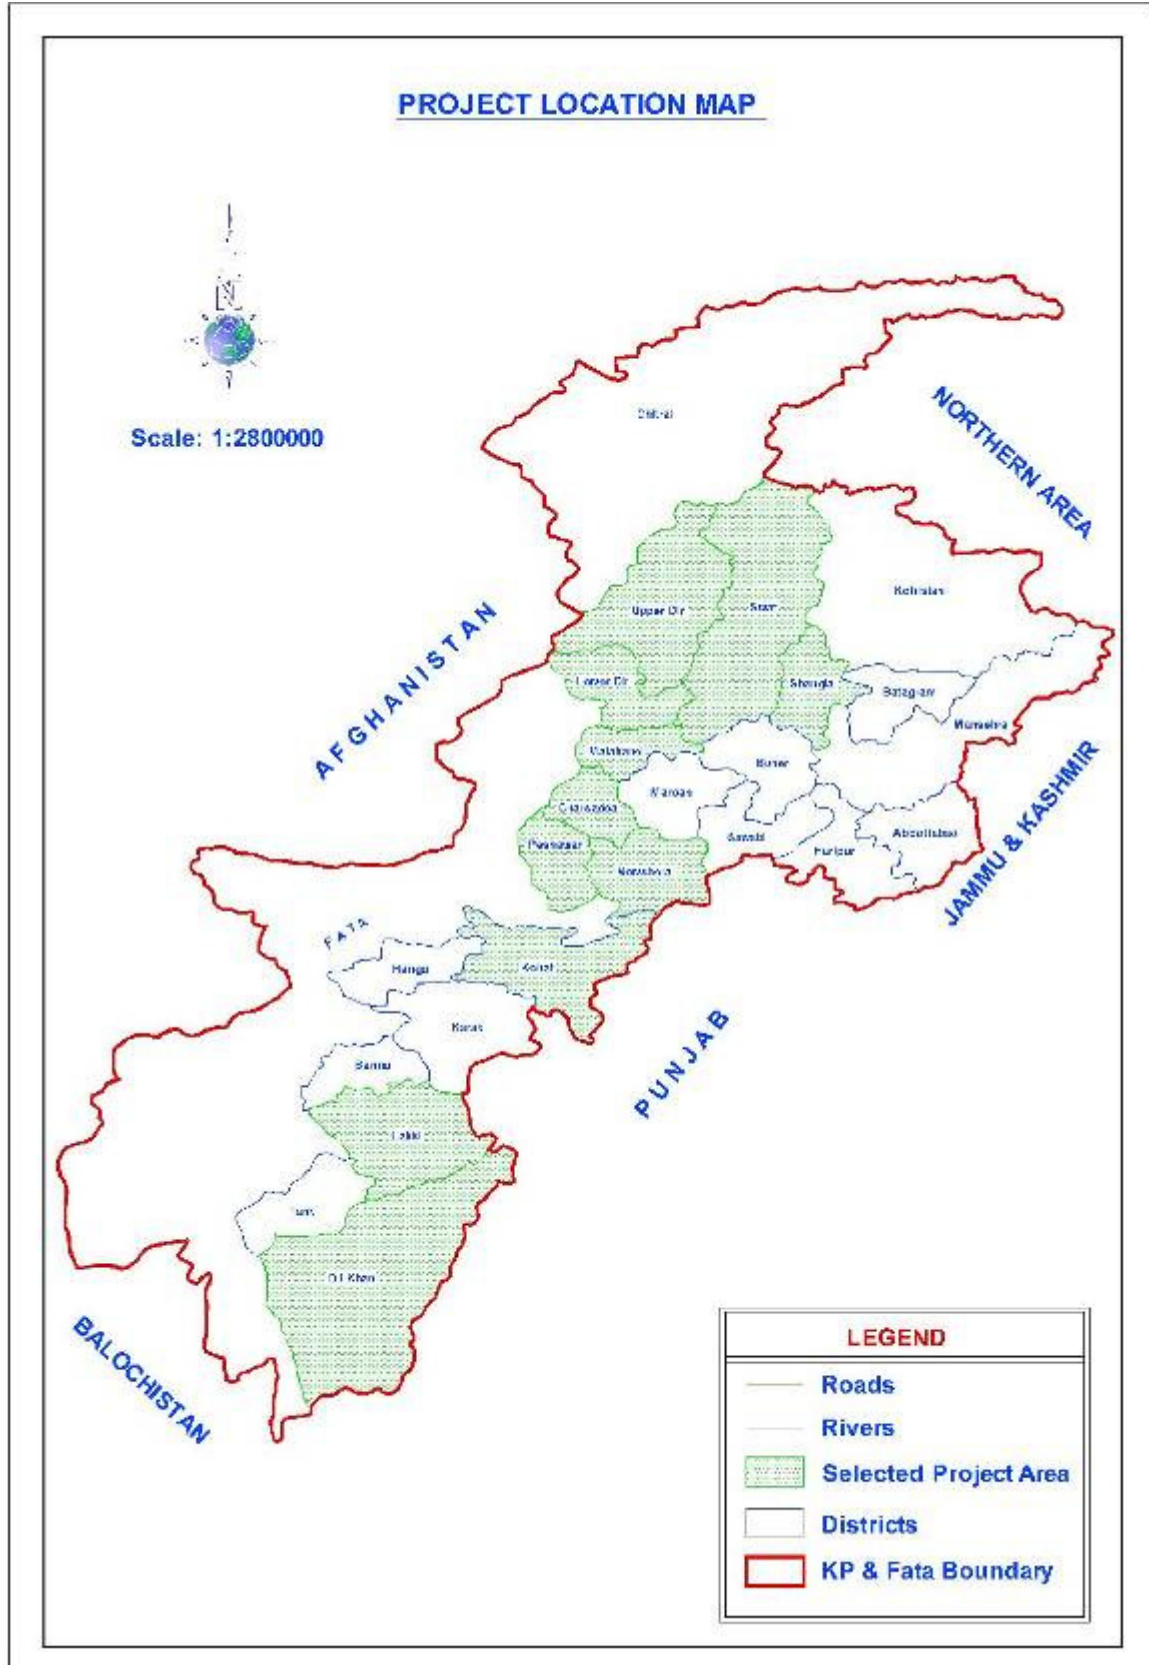 PROJECT LOCATION MAP
N
Scale: 1:2800000
Chitral
NORTHERN AREA
Kohistan
Upper Dir
Swat
AFGHANISTAN
Lower Dir
Shangla
Batagram
Mansehra
Malakand
Buner
Mardan
Charsadda
Swabi
Abbottabad
Peshawar
Haripur
Nowshera
JAMMU & KASHMIR
FATA
Hangu
Kohat
Karak
PUNJAB
Bannu
Lakki
Tank
D.I.Khan
BALOCHISTAN
LEGEND
Roads
Rivers
Selected Project Area
Districts
KP & Fata Boundary